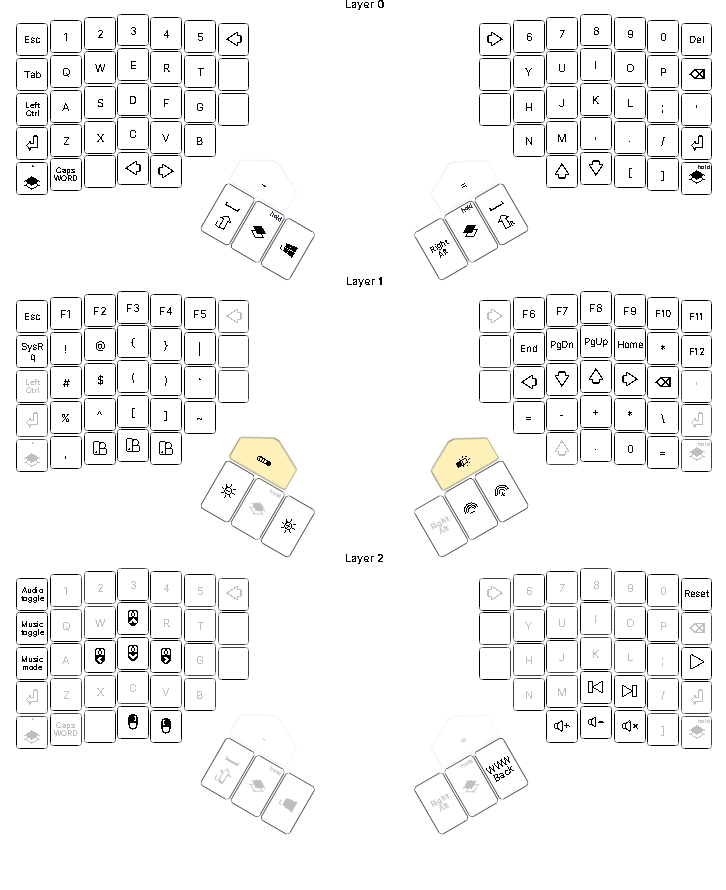 Layer 0
Esc 1 2 3 4 5
6 7 8 9 0 Del
Tab Q W E R T
Y U I O P
Left Ctrl A S D F G
H J K L ; '
Z X C V B
N M , . /
Caps WORD
[ ] hold
-
=
hold
hold
Right Alt
R
Layer 1
Esc F1 F2 F3 F4 F5
F6 F7 F8 F9 F10 F11
SysRq ! @ { } |
End PgDn PgUp Home * F12
Left Ctrl # $ ( ) `
'
% ^ [ ] ~
= - + * \
,
. 0 = hold
hold
Right Alt
Layer 2
Audio toggle 1 2 3 4 5
6 7 8 9 0 Reset
Music toggle Q W R T
Y U I O P
Music mode A G
H J K L ;
Z X C V B
N M /
Caps WORD
] hold
-
=
hold
hold
Right Alt
WWW Back